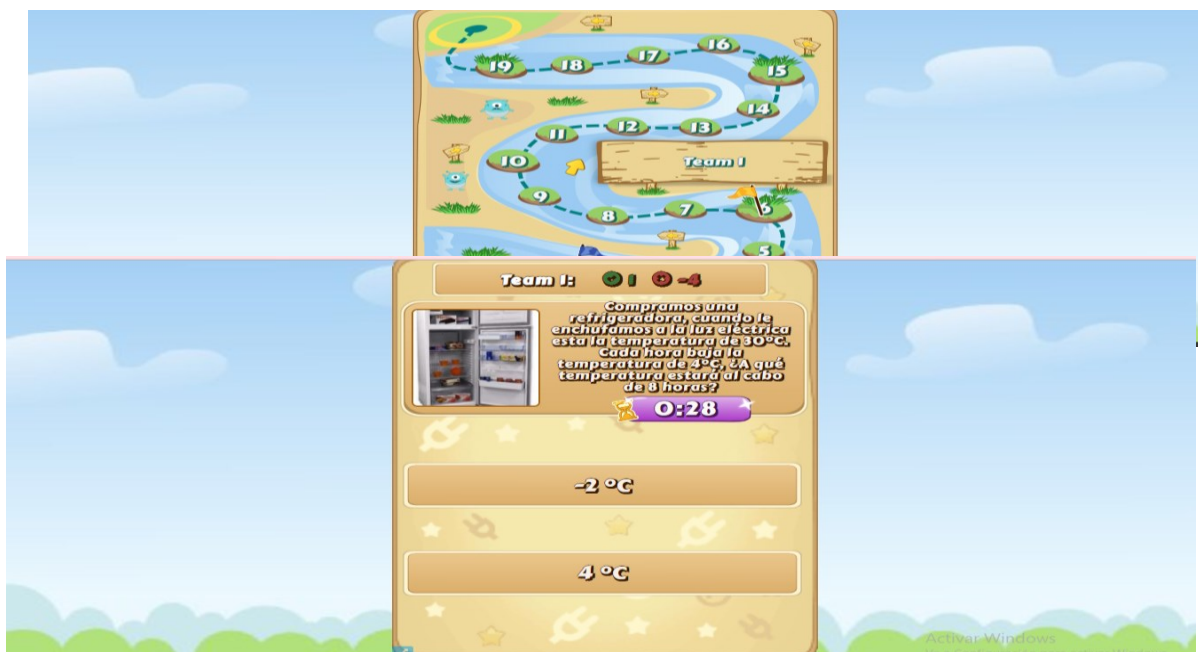 19
18
17
16
15
14
13
12
11
10
9
8
7
6
5
Team 1
Team 1: 1 -4
Compramos una
refrigeradora, cuando le
enchufamos a la luz eléctrica
esta la temperatura de 30°C.
Cada hora baja la
temperatura de 4°C, ¿A qué
temperatura estará al cabo
de 8 horas?
0:28
-2 °C
4 °C
Activar Windows